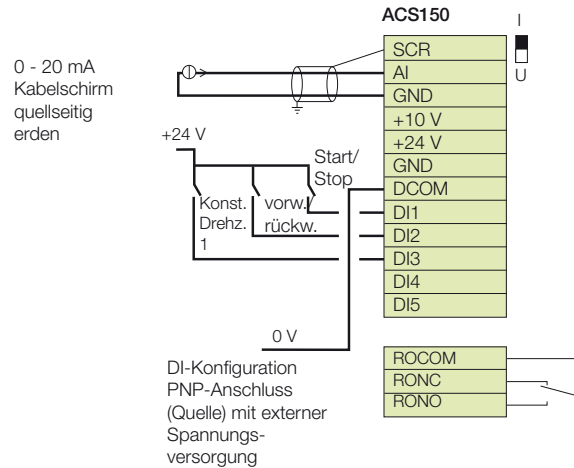 ACS150
I
SCR
0 - 20 mA
Kabelschirm
quellseitig
erden
AI
U
GND
+10 V
+24 V
+24 V
GND
Start/
Stop
DCOM
Konst.
Drehz.
1
vorw./
rückw.
DI1
DI2
DI3
DI4
DI5
0 V
DI-Konfiguration
PNP-Anschluss
(Quelle) mit externer
Spannungs-
versorgung
ROCOM
RONC
RONO